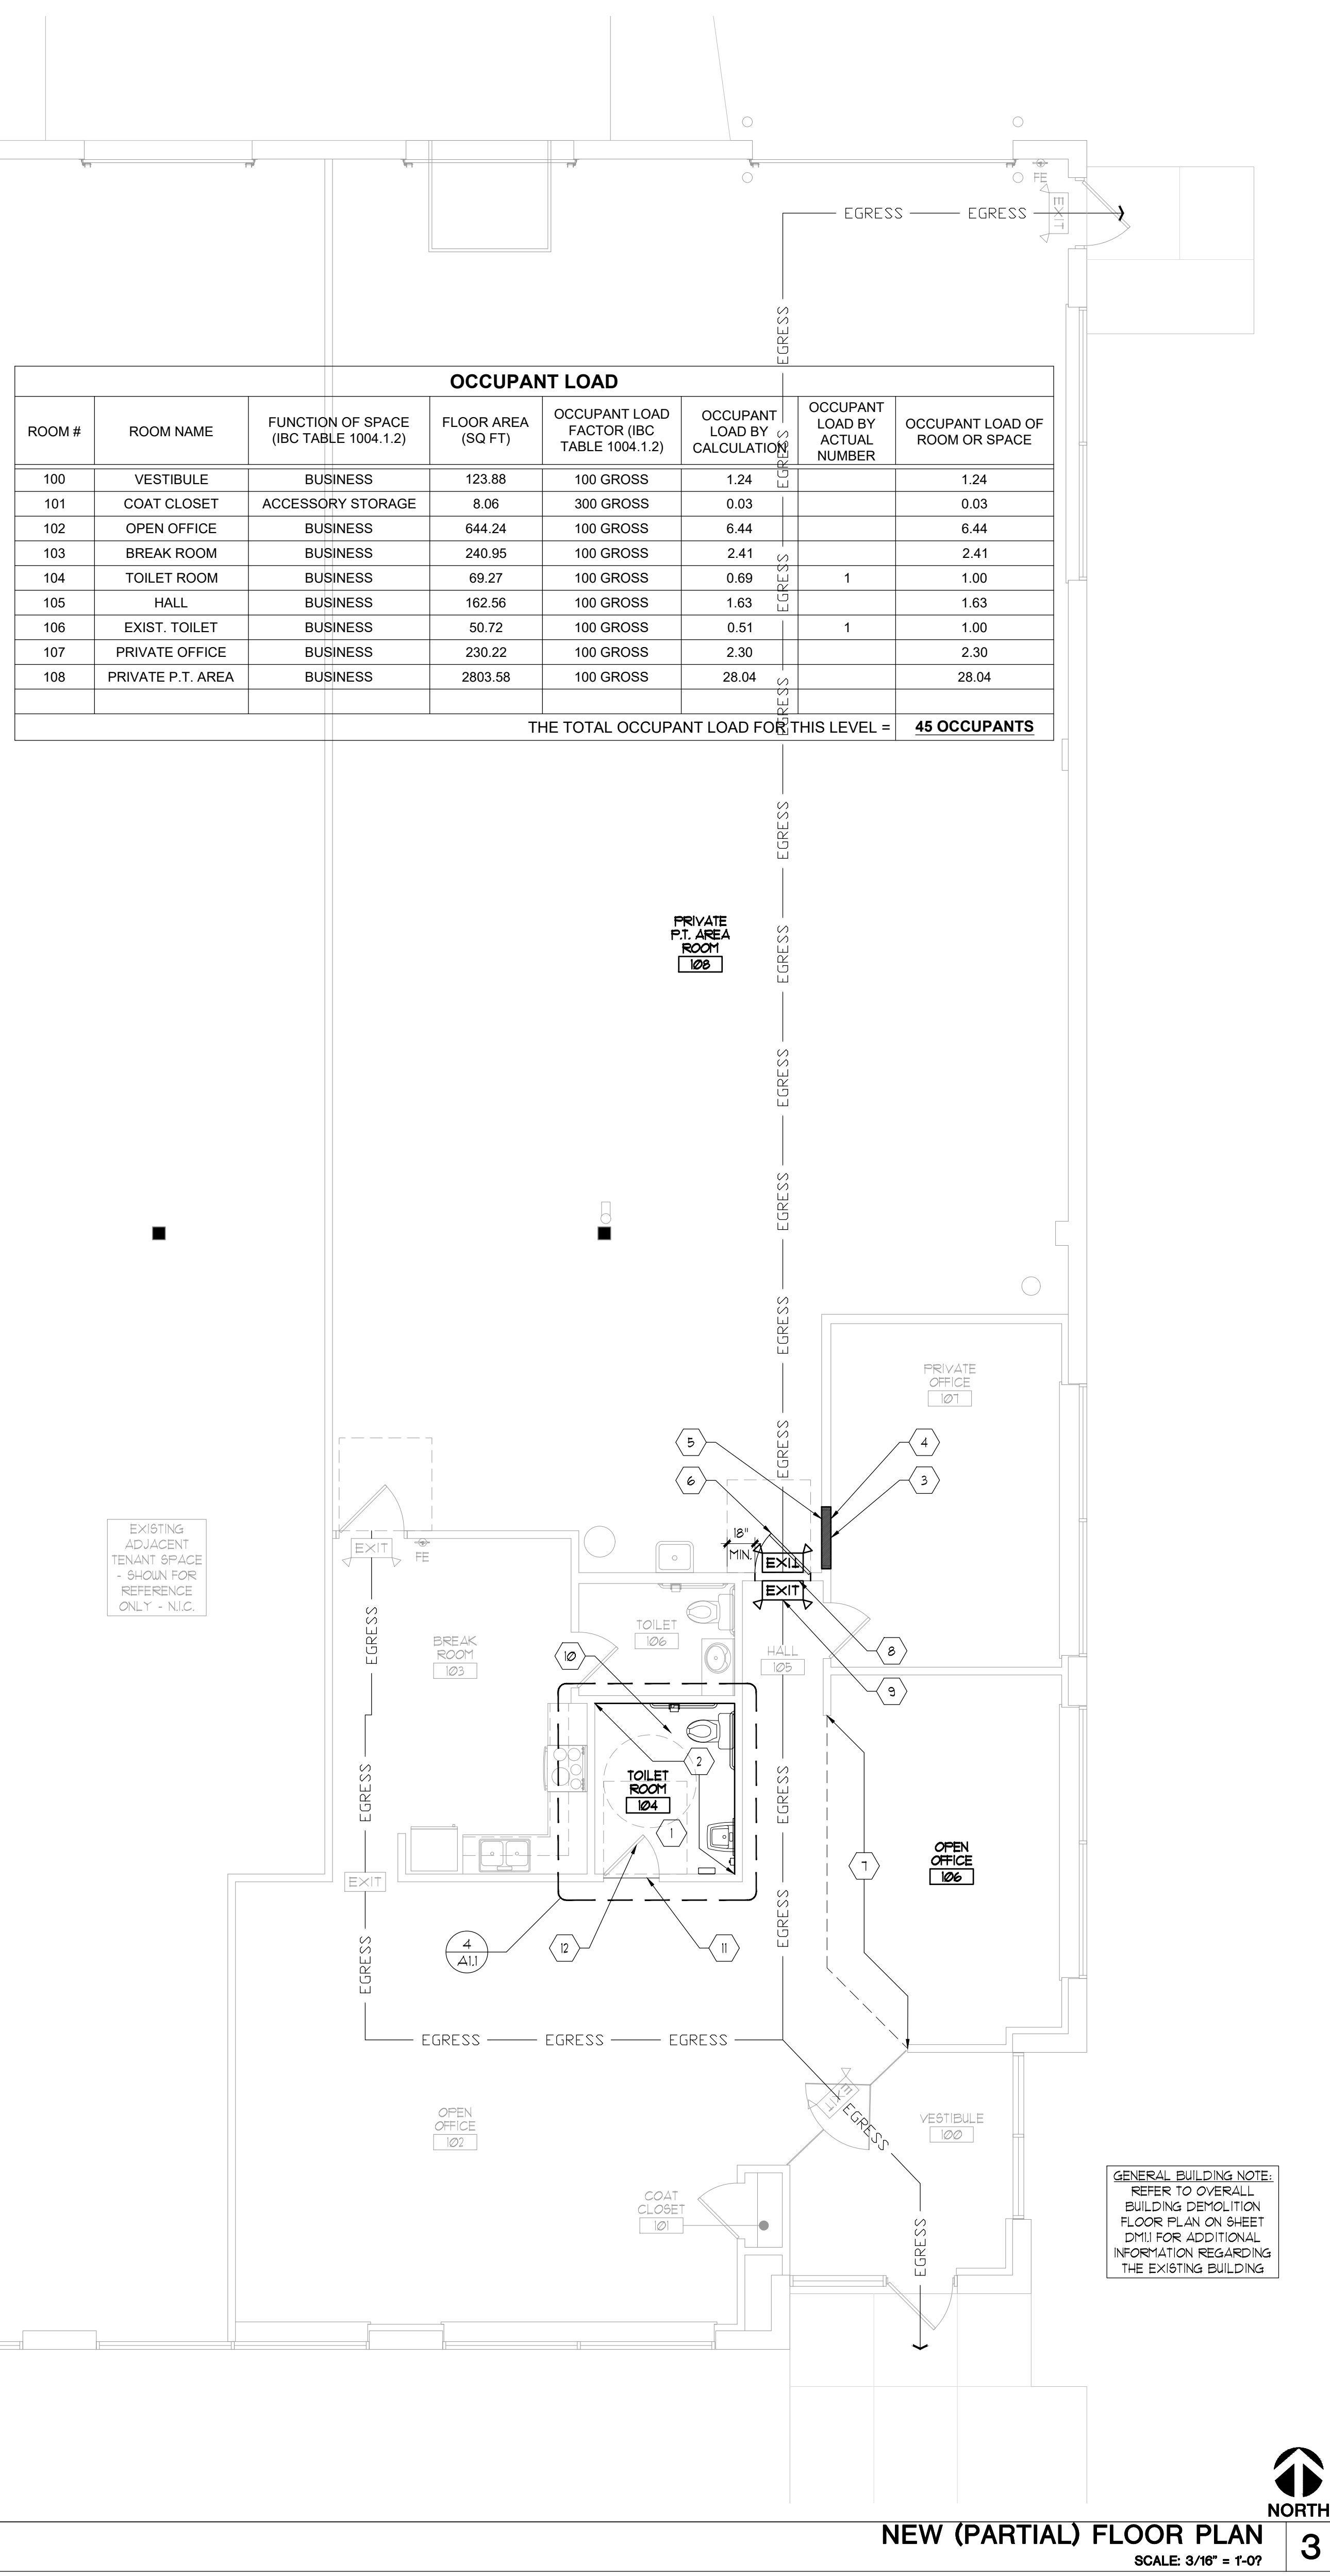 EGRESS EGRESS
FE
EXIT
EGRESS
OCCUPANT LOAD
ROOM # ROOM NAME FUNCTION OF SPACE (IBC TABLE 1004.1.2) FLOOR AREA (SQ FT) OCCUPANT LOAD FACTOR (IBC TABLE 1004.1.2) OCCUPANT LOAD BY CALCULATION OCCUPANT LOAD BY ACTUAL NUMBER OCCUPANT LOAD OF ROOM OR SPACE
EGRESS
100 VESTIBULE BUSINESS 123.88 100 GROSS 1.24 1.24
101 COAT CLOSET ACCESSORY STORAGE 8.06 300 GROSS 0.03 0.03
102 OPEN OFFICE BUSINESS 644.24 100 GROSS 6.44 6.44
103 BREAK ROOM BUSINESS 240.95 100 GROSS 2.41 2.41
EGRESS
104 TOILET ROOM BUSINESS 69.27 100 GROSS 0.69 1 1.00
105 HALL BUSINESS 162.56 100 GROSS 1.63 1.63
106 EXIST. TOILET BUSINESS 50.72 100 GROSS 0.51 1 1.00
107 PRIVATE OFFICE BUSINESS 230.22 100 GROSS 2.30 2.30
108 PRIVATE P.T. AREA BUSINESS 2803.58 100 GROSS 28.04 28.04
EGRESS
THE TOTAL OCCUPANT LOAD FOR THIS LEVEL = 45 OCCUPANTS
EGRESS
PRIVATE
P.T. AREA
ROOM
108
EGRESS
EGRESS
EGRESS
EGRESS
PRIVATE
OFFICE
107
EGRESS
5
4
6
3
EXISTING
ADJACENT
TENANT SPACE
- SHOWN FOR
REFERENCE
ONLY - N.I.C.
EXIT
FE
18"
MIN.
EXIT
EXIT
EGRESS
BREAK
ROOM
103
TOILET
106
10
HALL
105
8
9
2
TOILET
ROOM
104
1
EGRESS
EGRESS
OPEN
OFFICE
106
7
EXIT
EGRESS
EGRESS
4
A1.1
12
11
EGRESS EGRESS EGRESS
EXIT
EGRESS
OPEN
OFFICE
102
VESTIBULE
100
COAT
CLOSET
101
EGRESS
GENERAL BUILDING NOTE:
REFER TO OVERALL
BUILDING DEMOLITION
FLOOR PLAN ON SHEET
DM1.1 FOR ADDITIONAL
INFORMATION REGARDING
THE EXISTING BUILDING
NORTH
NEW (PARTIAL) FLOOR PLAN
3
SCALE: 3/16" = 1'-0?